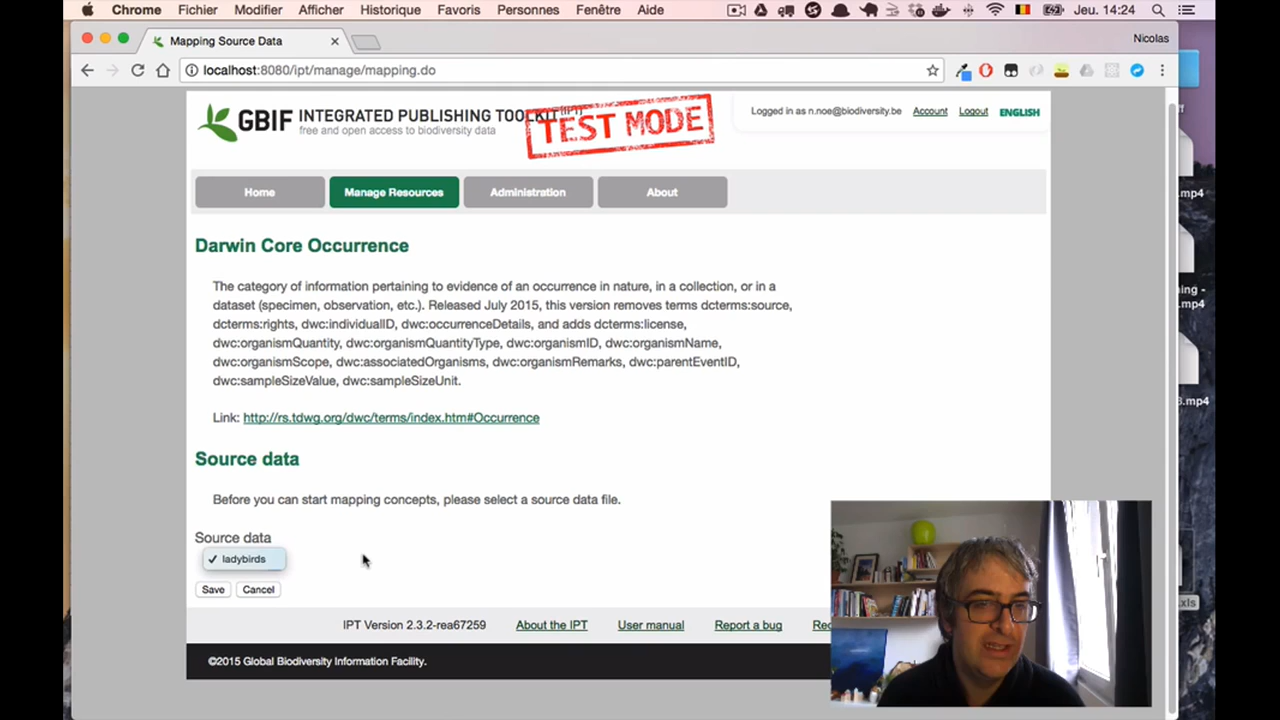 Chrome Fichier Modifier Afficher Historique Favoris Personnes Fenêtre Aide Jeu. 14:24
Mapping Source Data
Nicolas
localhost:8080/ipt/manage/mapping.do
GBIF INTEGRATED PUBLISHING TOOLKIT (IPT)
free and open access to biodiversity data
TEST MODE
Logged in as n.noe@biodiversity.be Account Logout ENGLISH
Home Manage Resources Administration About
.mp4
Darwin Core Occurrence
The category of information pertaining to evidence of an occurrence in nature, in a collection, or in a
dataset (specimen, observation, etc.). Released July 2015, this version removes terms dcterms:source,
dcterms:rights, dwc:individualID, dwc:occurrenceDetails, and adds dcterms:license,
dwc:organismQuantity, dwc:organismQuantityType, dwc:organismID, dwc:organismName,
dwc:organismScope, dwc:associatedOrganisms, dwc:organismRemarks, dwc:parentEventID,
dwc:sampleSizeValue, dwc:sampleSizeUnit.
Link: http://rs.tdwg.org/dwc/terms/index.htm#Occurrence
Source data
Before you can start mapping concepts, please select a source data file.
Source data
✓ ladybirds
Save Cancel
IPT Version 2.3.2-rea67259 About the IPT User manual Report a bug
©2015 Global Biodiversity Information Facility.